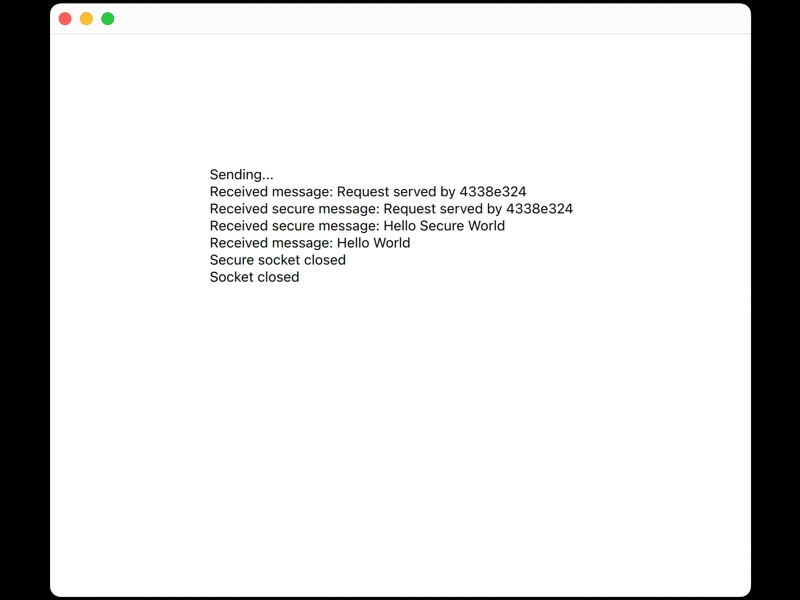 Sending...
Received message: Request served by 4338e324
Received secure message: Request served by 4338e324
Received secure message: Hello Secure World
Received message: Hello World
Secure socket closed
Socket closed